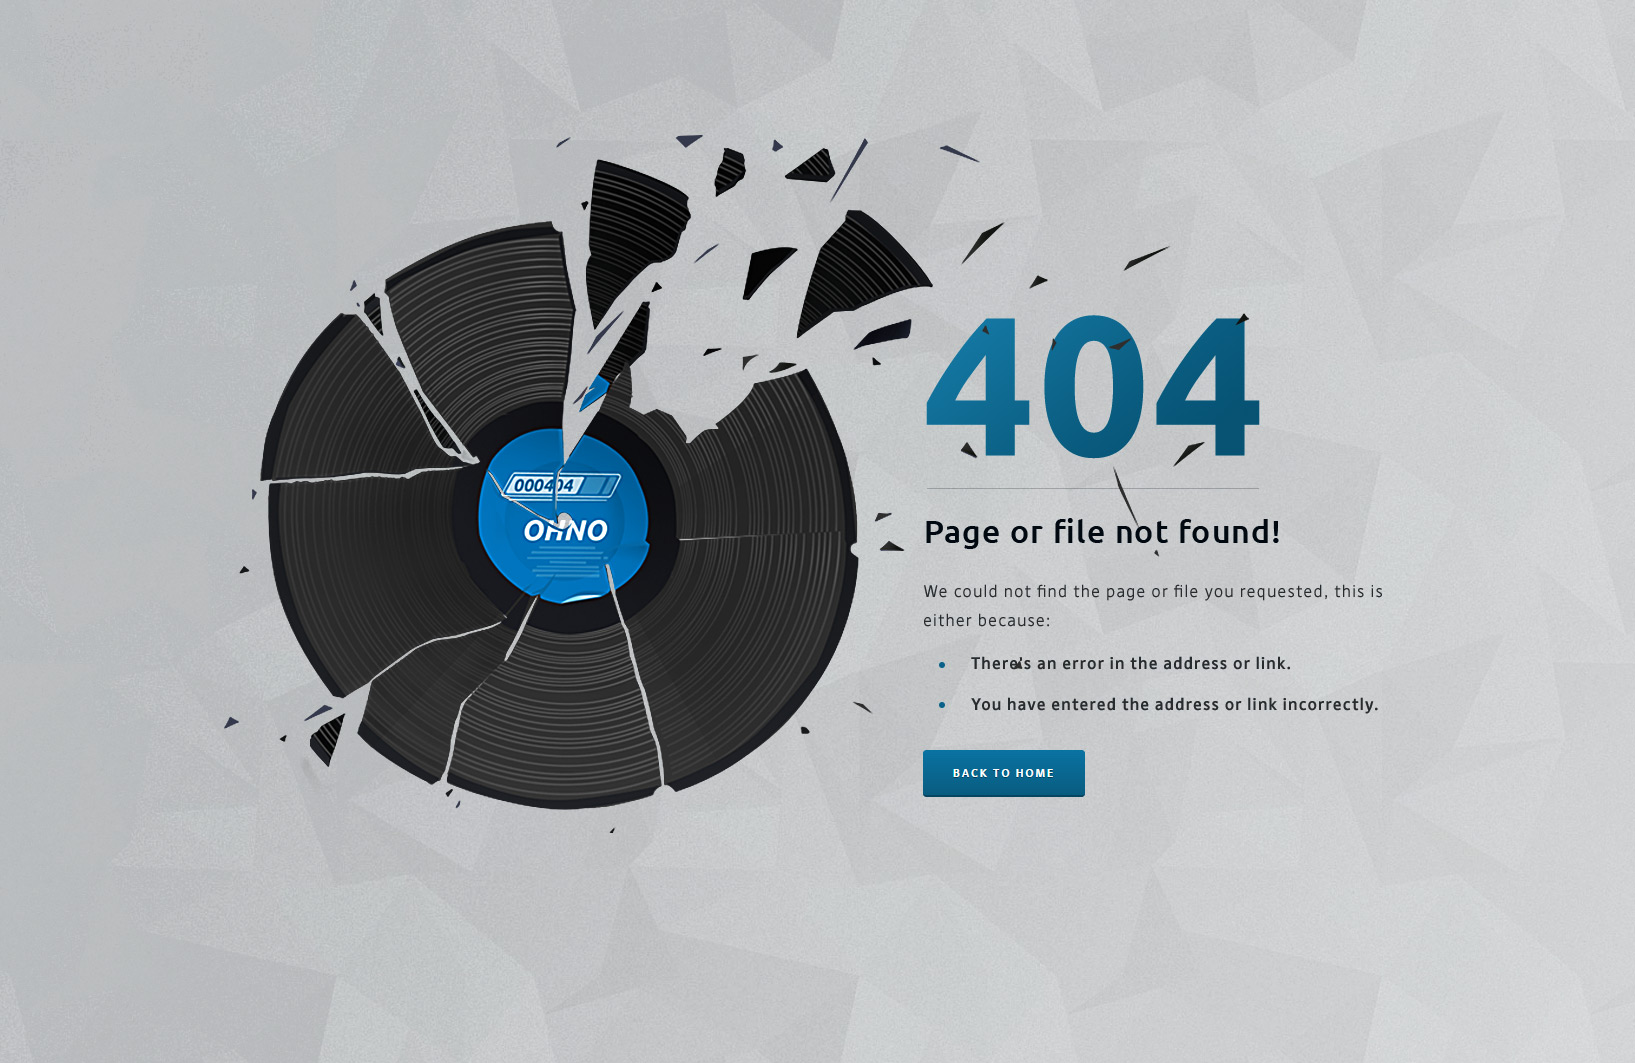 000404
OHNO
404
Page or file not found!
We could not find the page or file you requested, this is
either because:
There's an error in the address or link.
You have entered the address or link incorrectly.
BACK TO HOME